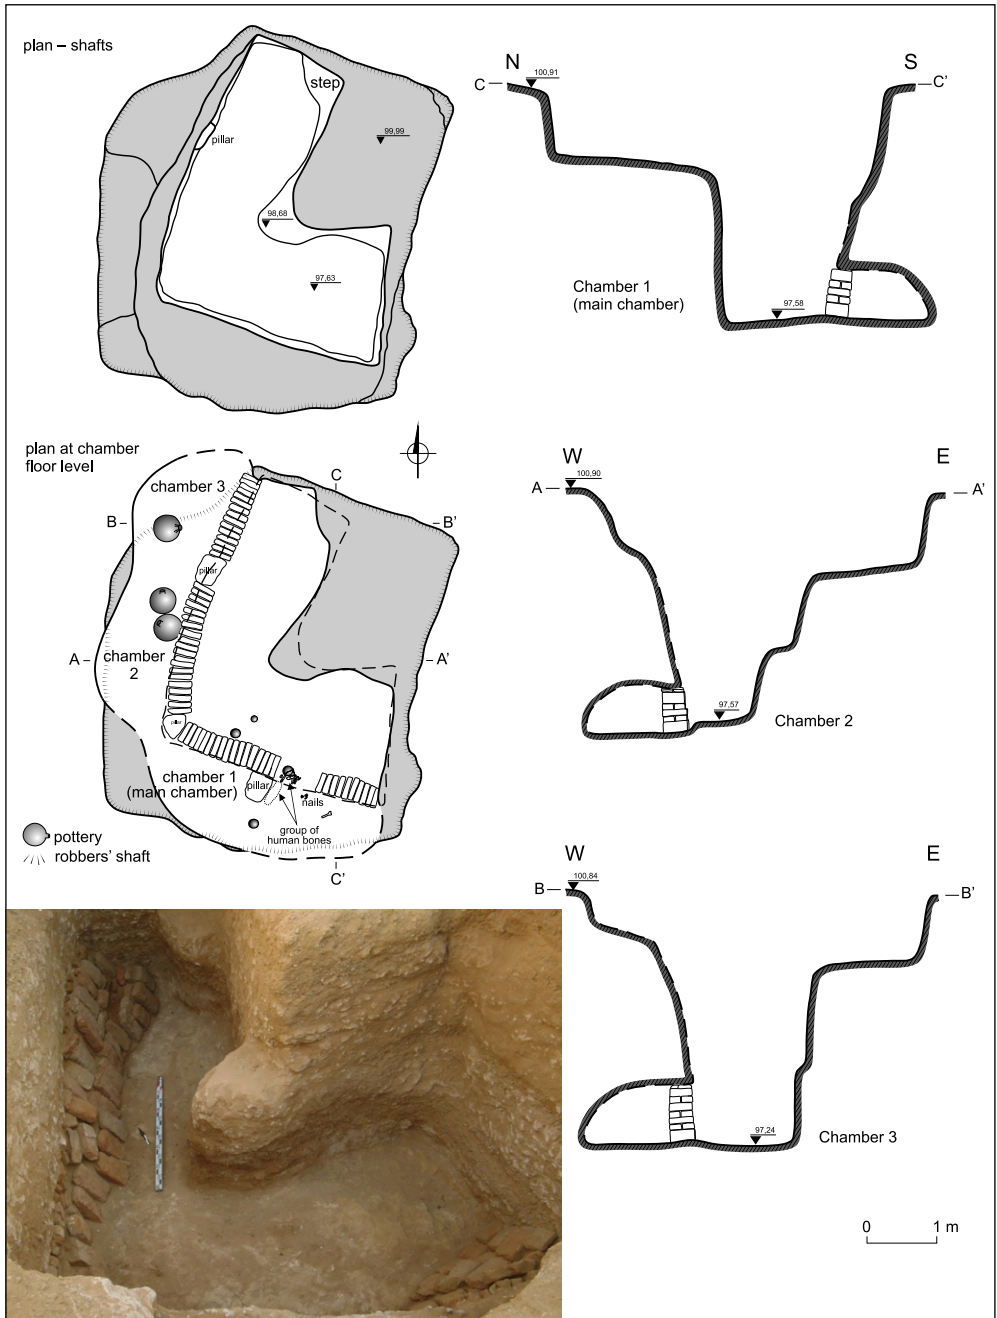 plan – shafts
step
pillar
99,99
98,68
97,63
N
S
C
100,91
C'
Chamber 1
(main chamber)
97,58
plan at chamber
floor level
chamber 3
C
B
B'
pillar
A
chamber
2
A'
pillar
chamber 1
(main chamber)
pillar
nails
group of
human bones
C'
pottery
robbers' shaft
W
E
A
100,90
A'
97,57
Chamber 2
W
E
B
100,84
B'
97,24
Chamber 3
0
1 m